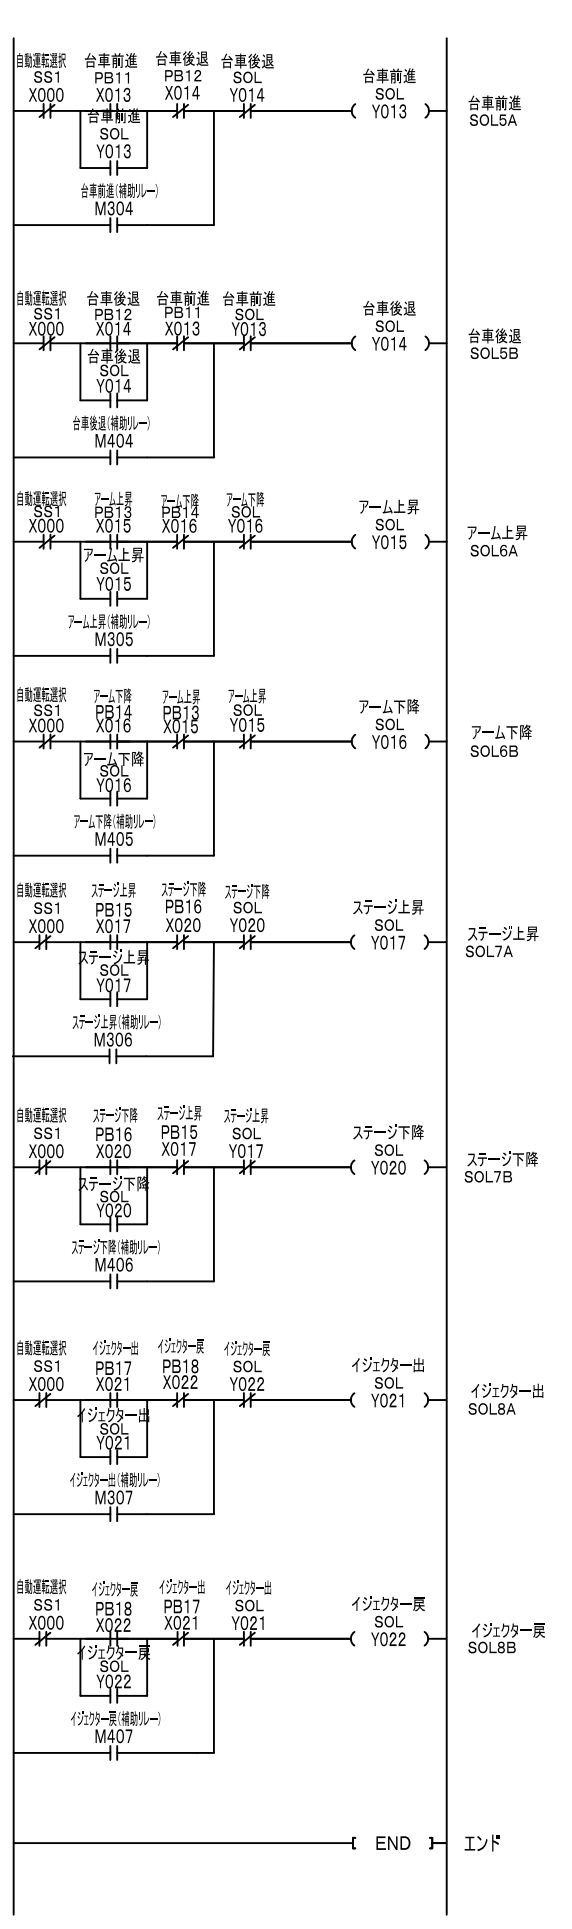 自動運転選択 台車前進 台車後退 台車後退 台車前進
SS1 PB11 PB12 SOL SOL
X000 X013 X014 Y014 Y013
台車前進
SOL5A
台車前進
SOL
Y013
台車前進(補助リレー)
M304
自動運転選択 台車後退 台車前進 台車前進 台車後退
SS1 PB12 PB11 SOL SOL
X000 X014 X013 Y013 Y014
台車後退
SOL5B
台車後退
SOL
Y014
台車後退(補助リレー)
M404
自動運転選択 アーム上昇 アーム下降 アーム下降 アーム上昇
SS1 PB13 PB14 SOL SOL
X000 X015 X016 Y016 Y015
アーム上昇
SOL6A
アーム上昇
SOL
Y015
アーム上昇(補助リレー)
M305
自動運転選択 アーム下降 アーム上昇 アーム上昇 アーム下降
SS1 PB14 PB13 SOL SOL
X000 X016 X015 Y015 Y016
アーム下降
SOL6B
アーム下降
SOL
Y016
アーム下降(補助リレー)
M405
自動運転選択 ステージ上昇 ステージ下降 ステージ下降 ステージ上昇
SS1 PB15 PB16 SOL SOL
X000 X017 X020 Y020 Y017
ステージ上昇
SOL7A
ステージ上昇
SOL
Y017
ステージ上昇(補助リレー)
M306
自動運転選択 ステージ下降 ステージ上昇 ステージ上昇 ステージ下降
SS1 PB16 PB15 SOL SOL
X000 X020 X017 Y017 Y020
ステージ下降
SOL7B
ステージ下降
SOL
Y020
ステージ下降(補助リレー)
M406
自動運転選択 イジェクター出 イジェクター戻 イジェクター戻 イジェクター出
SS1 PB17 PB18 SOL SOL
X000 X021 X022 Y022 Y021
イジェクター出
SOL8A
イジェクター出
SOL
Y021
イジェクター出(補助リレー)
M307
自動運転選択 イジェクター戻 イジェクター出 イジェクター出 イジェクター戻
SS1 PB18 PB17 SOL SOL
X000 X022 X021 Y021 Y022
イジェクター戻
SOL8B
イジェクター戻
SOL
Y022
イジェクター戻(補助リレー)
M407
END エンド